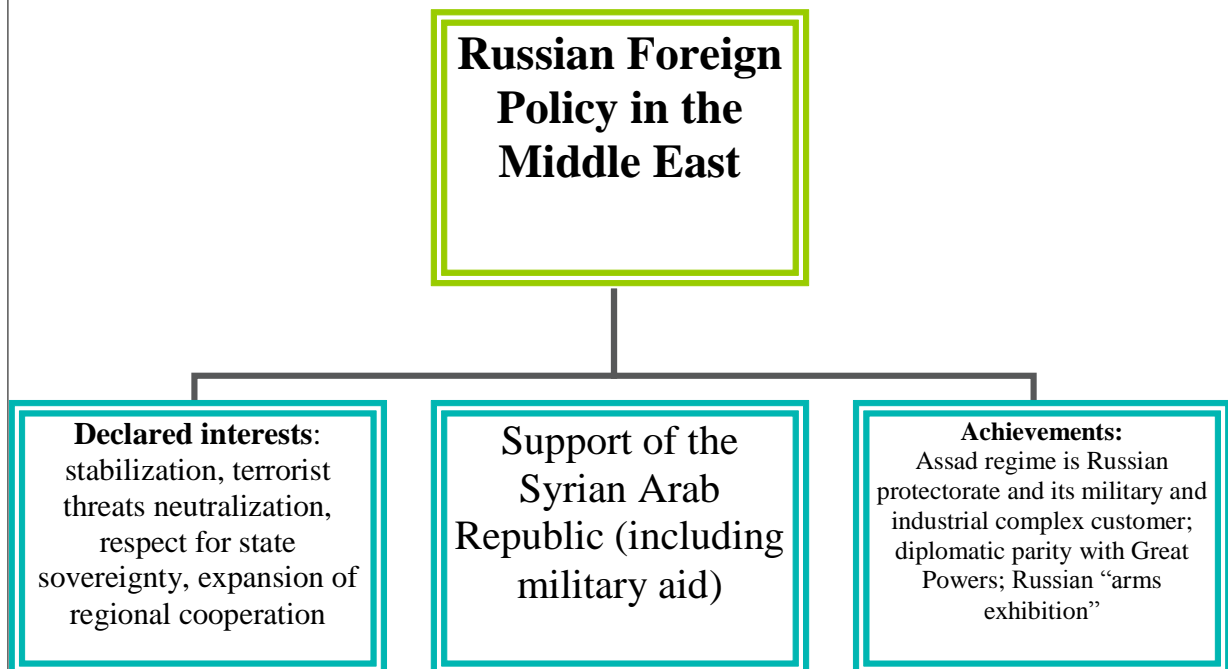 Russian Foreign
Policy in the
Middle East
Declared interests:
stabilization, terrorist
threats neutralization,
respect for state
sovereignty, expansion of
regional cooperation
Support of the
Syrian Arab
Republic (including
military aid)
Achievements:
Assad regime is Russian
protectorate and its military and
industrial complex customer;
diplomatic parity with Great
Powers; Russian “arms
exhibition”